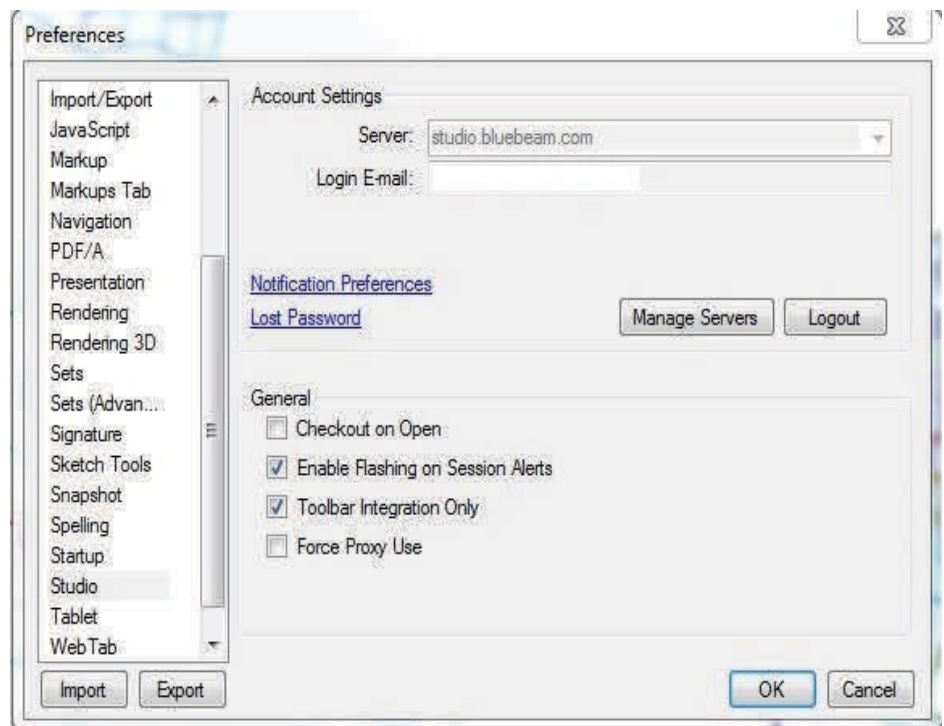 Preferences
Import/Export
JavaScript
Markup
Markups Tab
Navigation
PDF/A
Presentation
Rendering
Rendering 3D
Sets
Sets (Advan...
Signature
Sketch Tools
Snapshot
Spelling
Startup
Studio
Tablet
WebTab
Import Export
Account Settings
Server: studio.bluebeam.com
Login E-mail:
Notification Preferences
Lost Password
Manage Servers Logout
General
Checkout on Open
Enable Flashing on Session Alerts
Toolbar Integration Only
Force Proxy Use
OK Cancel